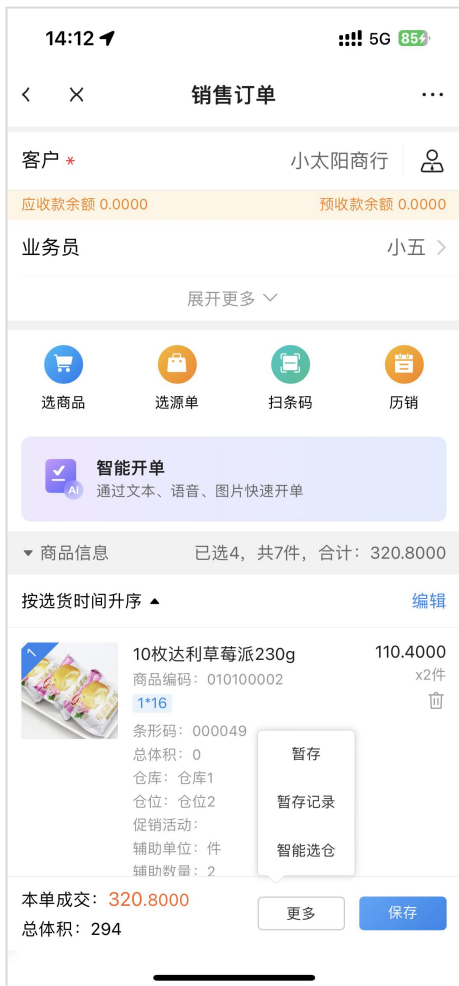 14:12 5G 85
销售订单
客户 * 小太阳商行
应收款余额 0.0000 预收款余额 0.0000
业务员 小五
展开更多
选商品 选源单 扫条码 历销
智能开单
AI 通过文本、语音、图片快速开单
商品信息 已选4，共7件，合计：320.8000
按选货时间升序 编辑
1 10枚达利草莓派230g 110.4000
商品编码：010100002 x2件
1*16
条形码：000049
总体积：0
仓库：仓库1
仓位：仓位2
促销活动：
辅助单位：件
辅助数量：2
暂存
暂存记录
智能选仓
本单成交：320.8000
总体积：294
更多 保存